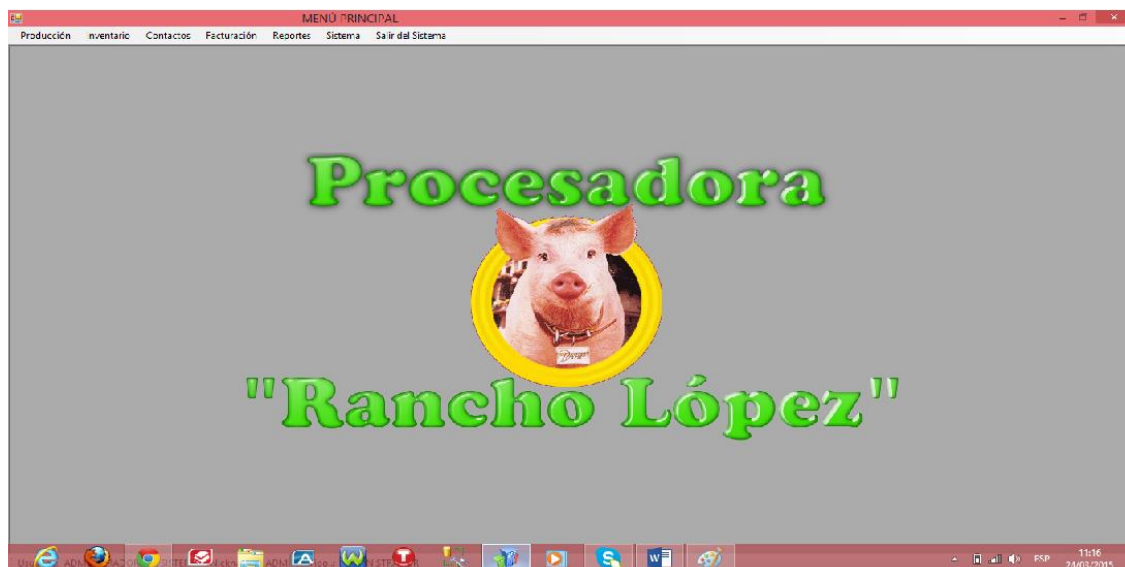 MENÚ PRINCIPAL
Producción Inventario Contactos Facturación Reportes Sistema Salir del Sistema
Procesadora
"Rancho López"
ESP
11:16
24/03/2015